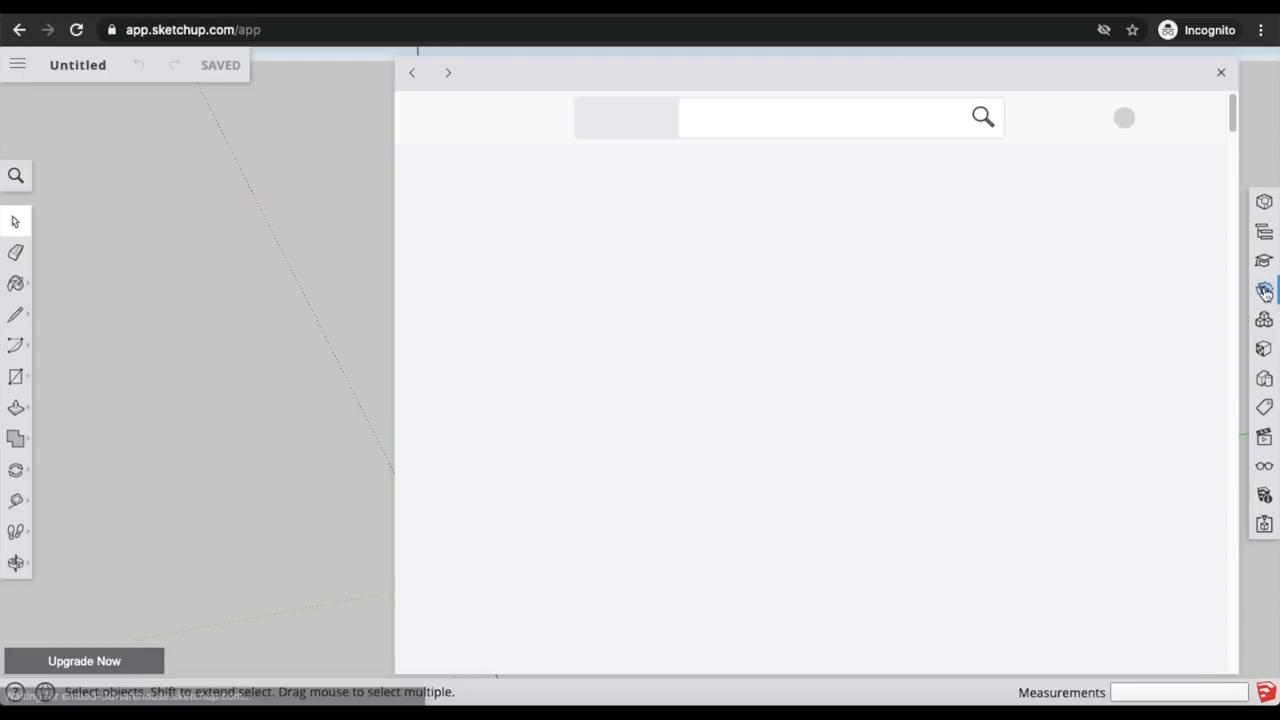 app.sketchup.com/app
Incognito
Untitled
SAVED
Upgrade Now
Select objects. Shift to extend select. Drag mouse to select multiple.
Measurements